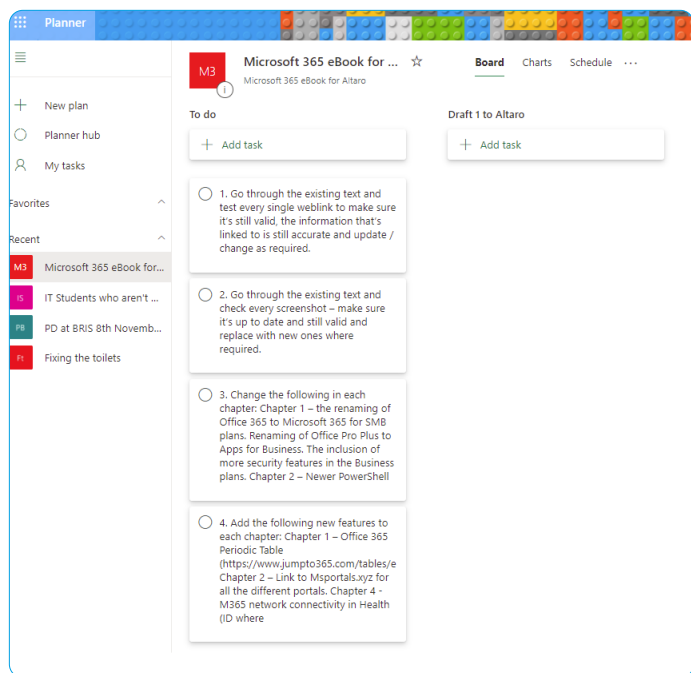 Planner
M3
Microsoft 365 eBook for ...
Microsoft 365 eBook for Altaro
Board
Charts
Schedule
...
New plan
Planner hub
My tasks
Favorites
Recent
M3 Microsoft 365 eBook for...
IS IT Students who aren't ...
PB PD at BRIS 8th Novemb...
Ft Fixing the toilets
To do
Add task
1. Go through the existing text and
test every single weblink to make sure
it's still valid, the information that's
linked to is still accurate and update /
change as required.
2. Go through the existing text and
check every screenshot – make sure
it's up to date and still valid and
replace with new ones where
required.
3. Change the following in each
chapter: Chapter 1 – the renaming of
Office 365 to Microsoft 365 for SMB
plans. Renaming of Office Pro Plus to
Apps for Business. The inclusion of
more security features in the Business
plans. Chapter 2 – Newer PowerShell
4. Add the following new features to
each chapter: Chapter 1 – Office 365
Periodic Table
(https://www.jumpto365.com/tables/e
Chapter 2 – Link to Msportals.xyz for
all the different portals. Chapter 4 -
M365 network connectivity in Health
(ID where
Draft 1 to Altaro
Add task